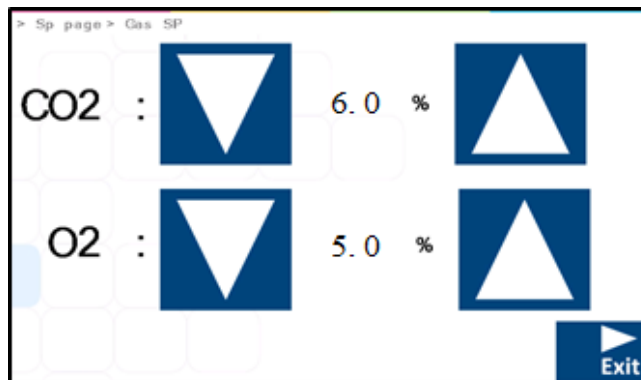 > Sp page > Gas SP
CO2 : 6.0 %
O2 : 5.0 %
Exit